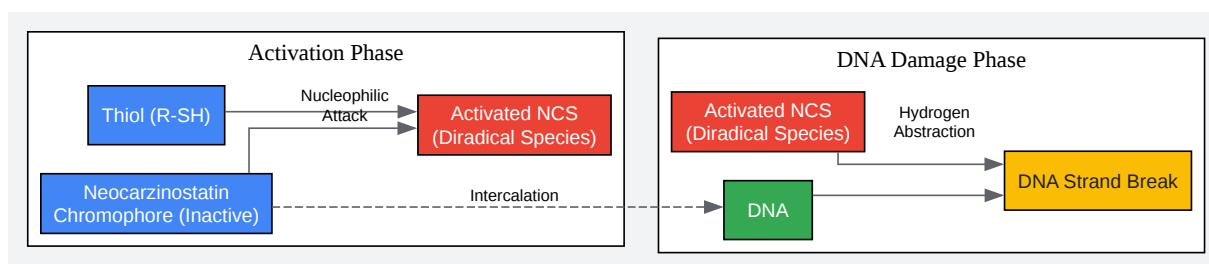 Activation Phase
Thiol (R-SH)
Nucleophilic
Attack
Activated NCS
(Diradical Species)
Neocarzinostatin
Chromophore (Inactive)
Intercalation
DNA Damage Phase
Activated NCS
(Diradical Species)
Hydrogen
Abstraction
DNA
DNA Strand Break